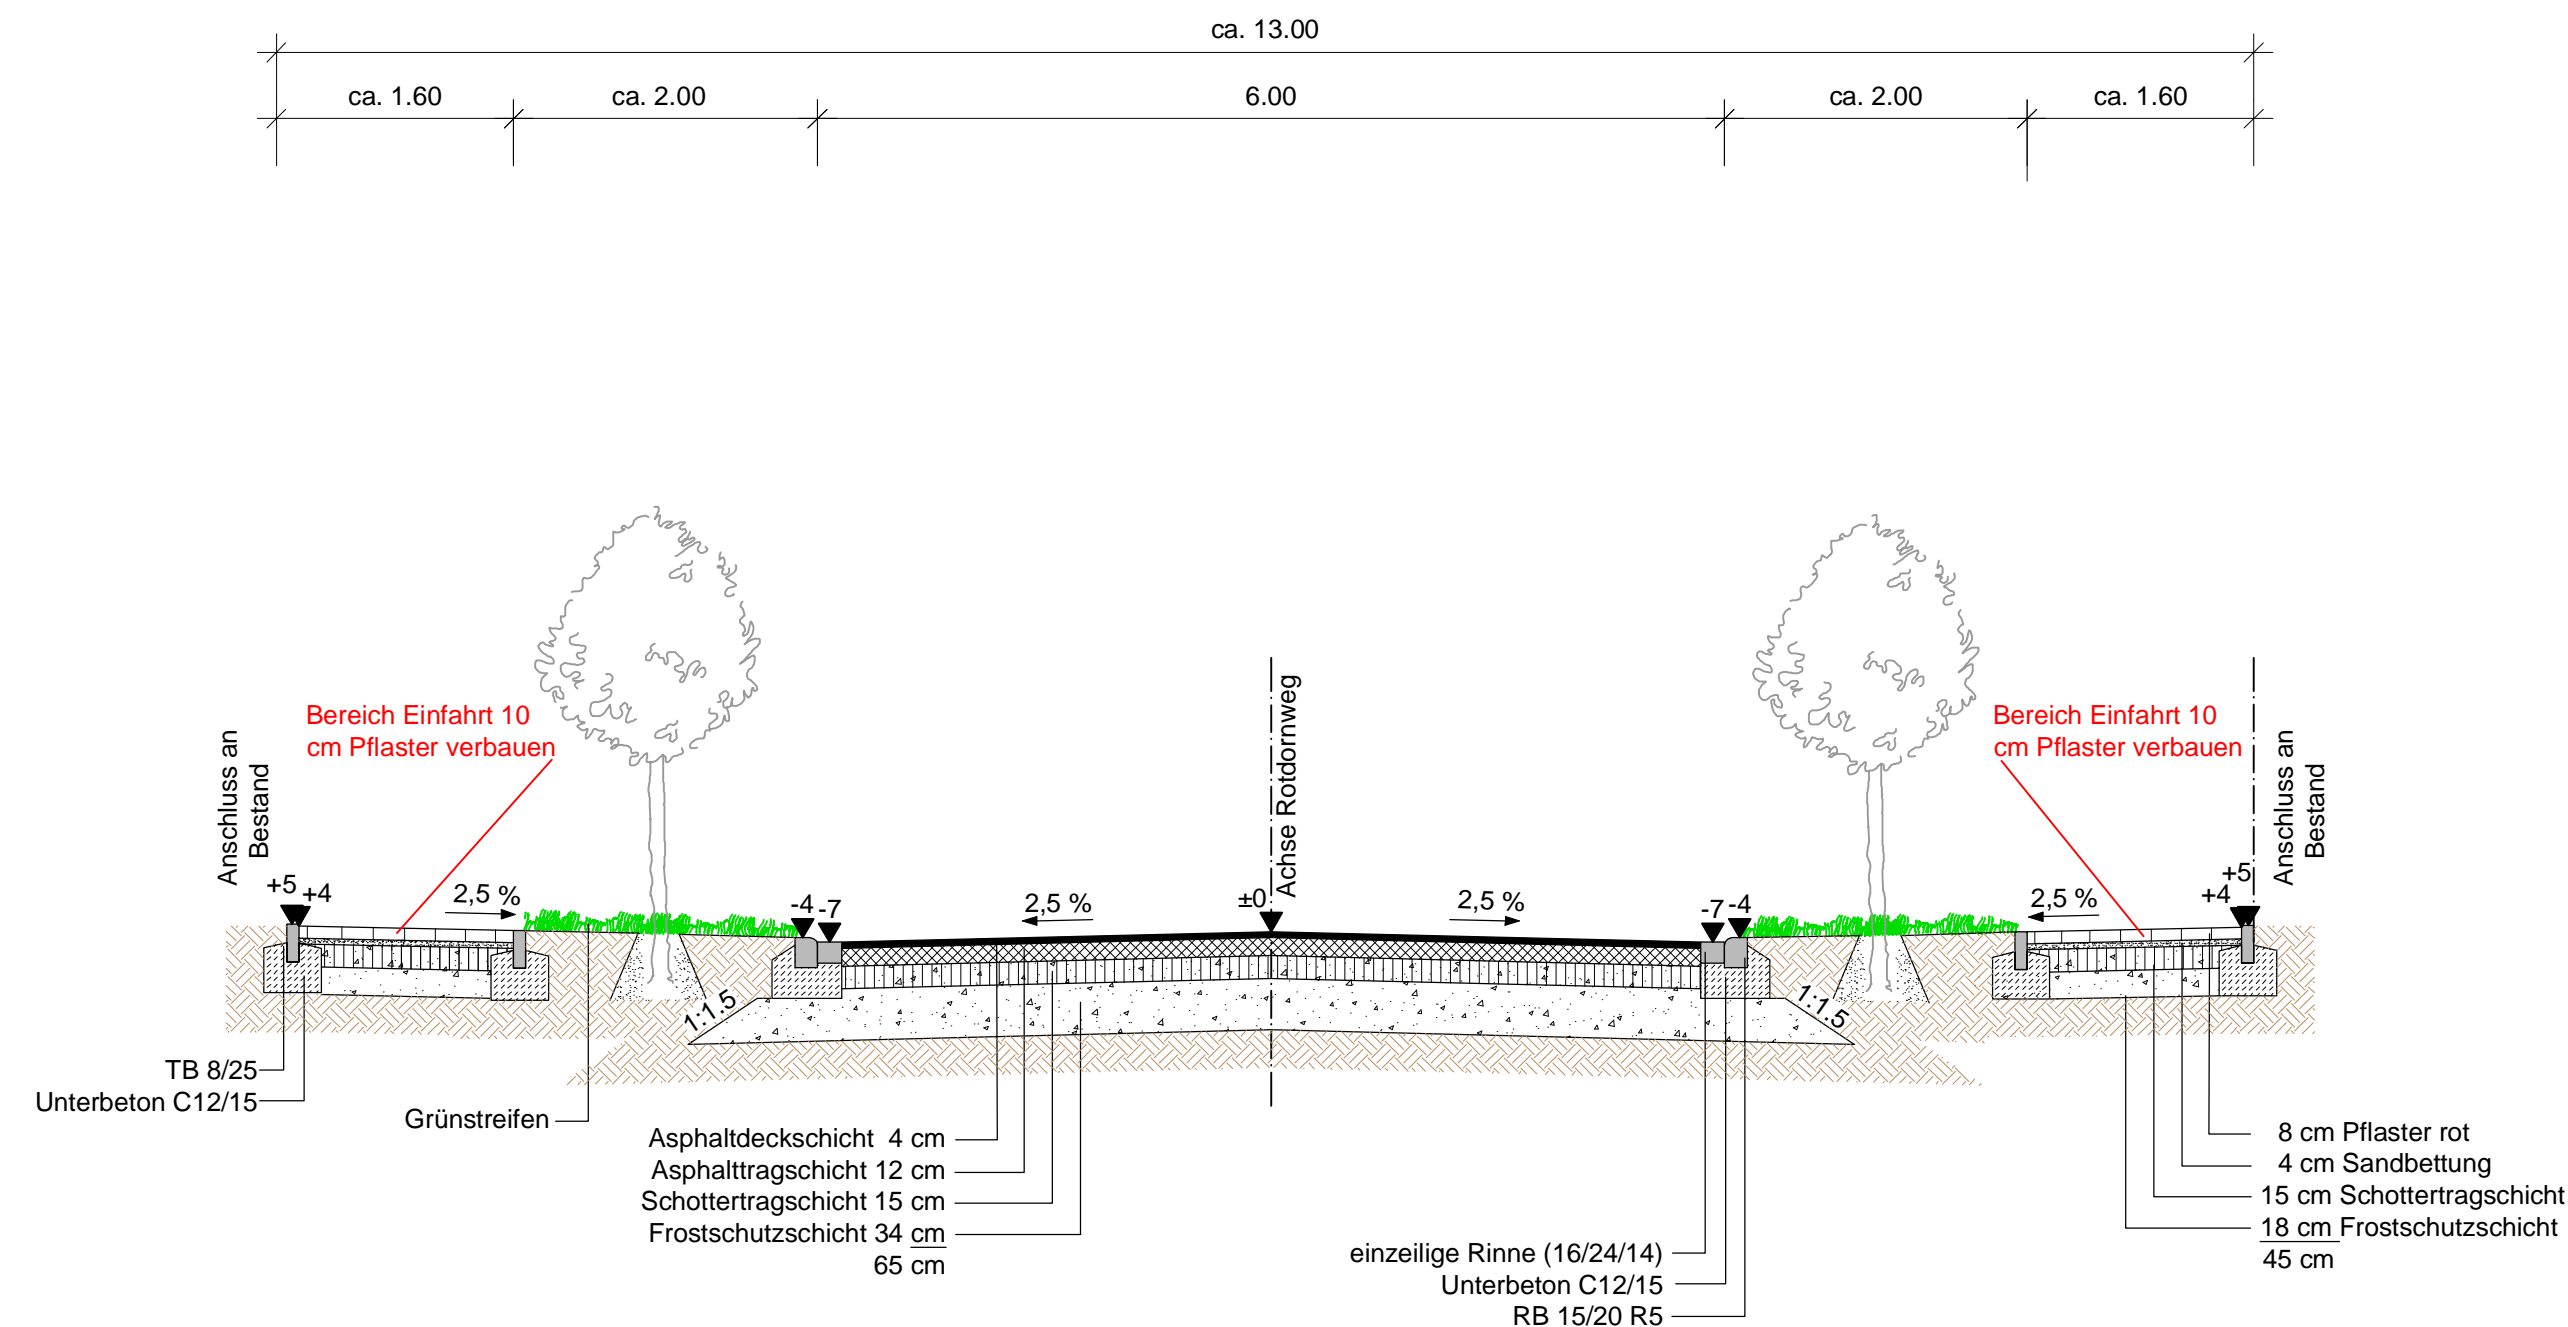 ca. 13.00
ca. 1.60
ca. 2.00
6.00
ca. 2.00
ca. 1.60
Bereich Einfahrt 10
cm Pflaster verbauen
Bereich Einfahrt 10
cm Pflaster verbauen
Anschluss an
Bestand
Achse Rotdornweg
Anschluss an
Bestand
+5
+4
2,5 %
-4
-7
2,5 %
±0
2,5 %
-7
-4
2,5 %
+4
+5
1:1.5
1:1.5
TB 8/25
Unterbeton C12/15
Grünstreifen
Asphaltdeckschicht 4 cm
Asphalttragschicht 12 cm
Schottertragschicht 15 cm
Frostschutzschicht 34 cm
65 cm
einzeilige Rinne (16/24/14)
Unterbeton C12/15
RB 15/20 R5
8 cm Pflaster rot
4 cm Sandbettung
15 cm Schottertragschicht
18 cm Frostschutzschicht
45 cm